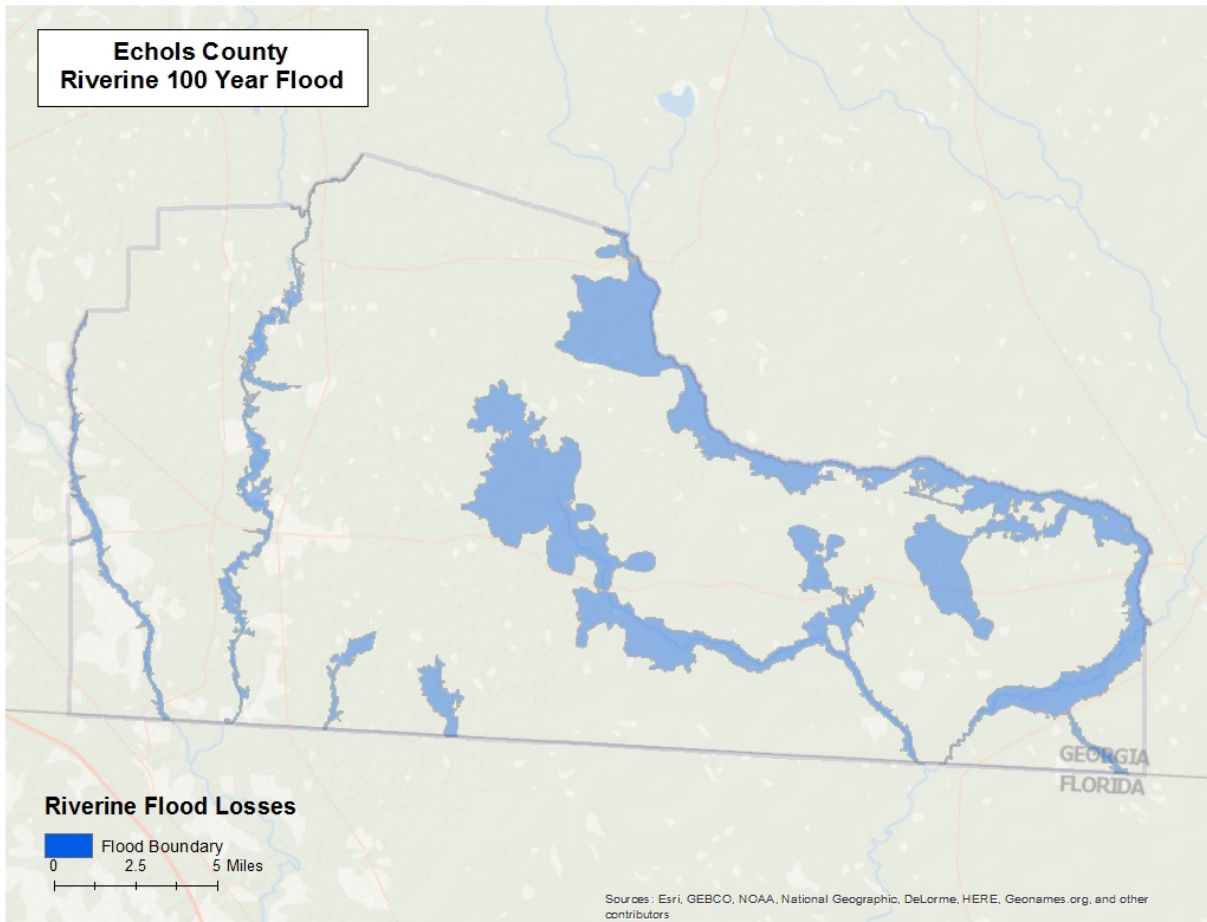 Echols County
Riverine 100 Year Flood
GEORGIA
FLORIDA
Riverine Flood Losses
Flood Boundary
0 2.5 5 Miles
Sources: Esri, GEBCO, NOAA, National Geographic, DeLorme, HERE, Geonames.org, and other
contributors